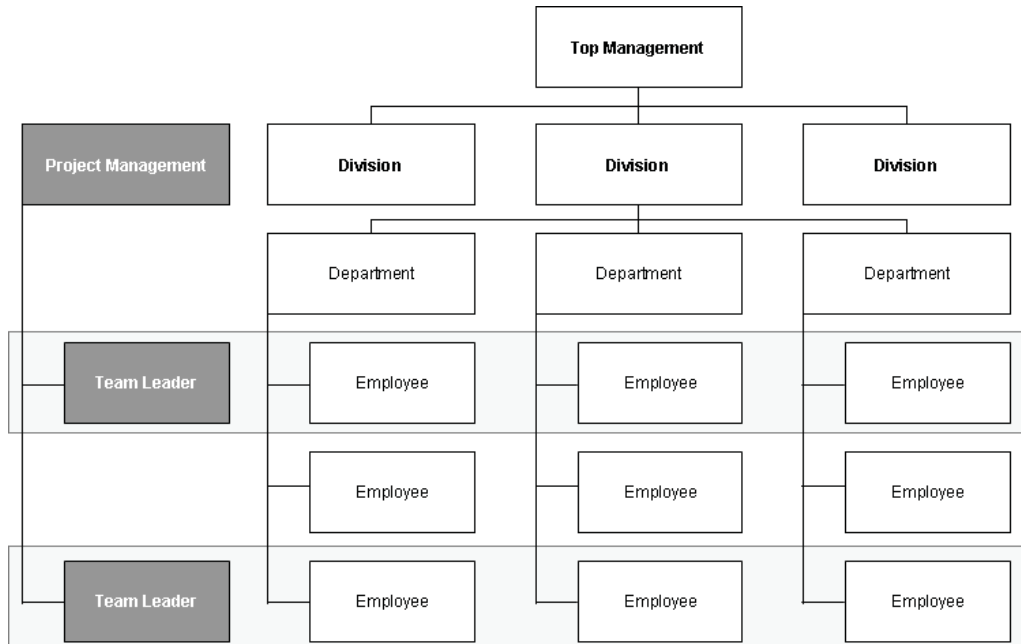 Top Management
Project Management
Division
Division
Division
Department
Department
Department
Team Leader
Employee
Employee
Employee
Employee
Employee
Employee
Team Leader
Employee
Employee
Employee